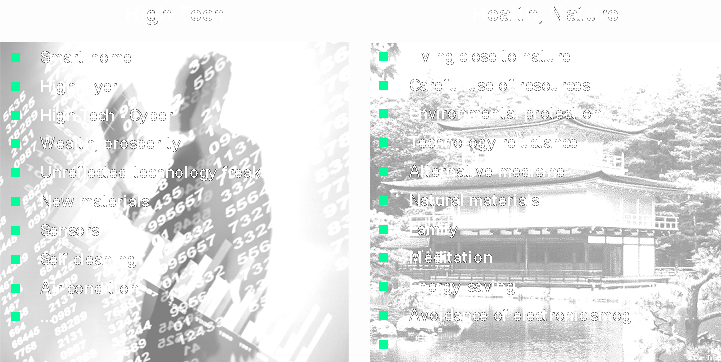 High Tech
Health, Nature
Smart home
High Flyer
High Tech - Cyber
Wealth, prosperity
Unreflected technology freak
New materials
Sensors
Self cleaning
Air condition
...
Living close to nature
Careful use of resources
Environmental protection
Technology reluctance
Alternative medicine
Natural materials
Family
Meditation
Energy saving
Avoidance of electronic smog